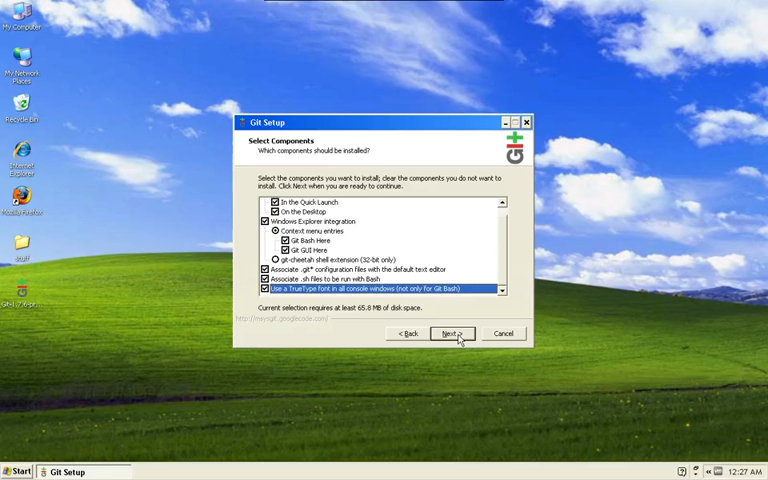 My Computer
My Network
Places
Recycle Bin
Internet
Explorer
Mozilla Firefox
stuff
Git-1.7.6-pr...
Git Setup
Select Components
Which components should be installed?
Select the components you want to install; clear the components you do not want to
install. Click Next when you are ready to continue.
In the Quick Launch
On the Desktop
Windows Explorer integration
Context menu entries
Git Bash Here
Git GUI Here
git-cheetah shell extension (32-bit only)
Associate .git* configuration files with the default text editor
Associate .sh files to be run with Bash
Use a TrueType font in all console windows (not only for Git Bash)
Current selection requires at least 65.8 MB of disk space.
http://msysgit.googlecode.com/
< Back
Next >
Cancel
Start
Git Setup
12:27 AM